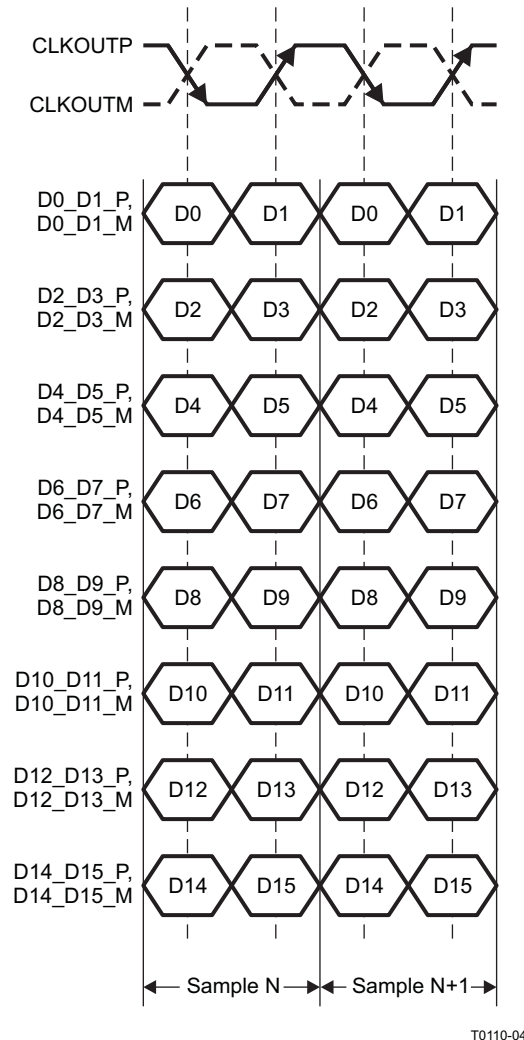 CLKOUTP
CLKOUTM
D0_D1_P,
D0_D1_M
D0 D1 D0 D1
D2_D3_P,
D2_D3_M
D2 D3 D2 D3
D4_D5_P,
D4_D5_M
D4 D5 D4 D5
D6_D7_P,
D6_D7_M
D6 D7 D6 D7
D8_D9_P,
D8_D9_M
D8 D9 D8 D9
D10_D11_P,
D10_D11_M
D10 D11 D10 D11
D12_D13_P,
D12_D13_M
D12 D13 D12 D13
D14_D15_P,
D14_D15_M
D14 D15 D14 D15
Sample N Sample N+1
T0110-04